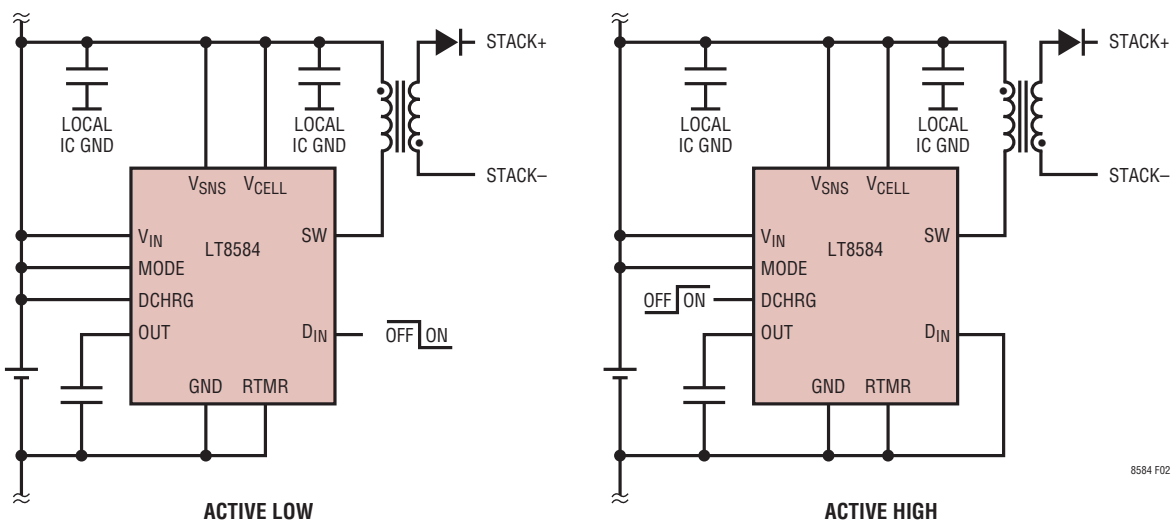 STACK+
LOCAL
IC GND
LOCAL
IC GND
STACK–
VSNS VCELL
VIN
SW
LT8584
MODE
DCHRG
OUT
DIN
OFF ON
GND RTMR
ACTIVE LOW
STACK+
LOCAL
IC GND
LOCAL
IC GND
STACK–
VSNS VCELL
VIN
SW
LT8584
MODE
OFF ON
DCHRG
OUT
DIN
GND RTMR
8584 F02
ACTIVE HIGH